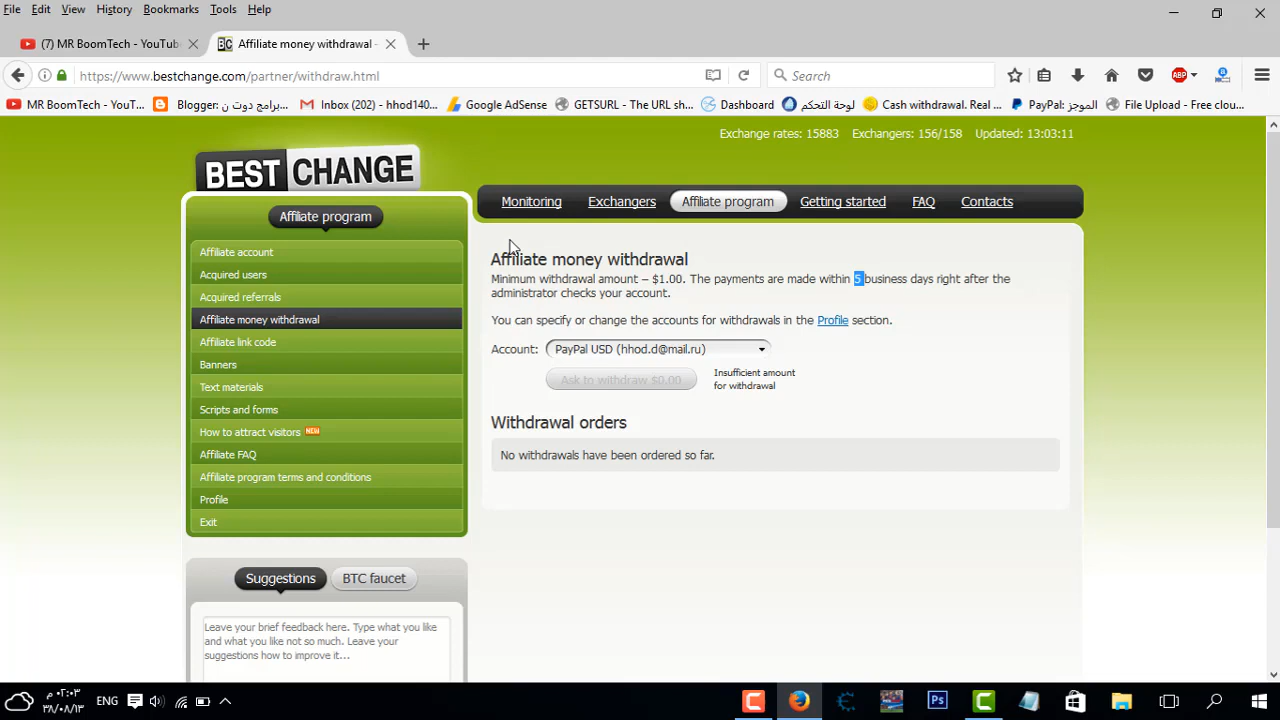 File Edit View History Bookmarks Tools Help
(7) MR BoomTech - YouTube
Affiliate money withdrawal -
https://www.bestchange.com/partner/withdraw.html
Search
ABP
MR BoomTech - YouT...
Blogger: برامج دوت ن...
Inbox (202) - hhod140...
Google AdSense
GETSURL - The URL sh...
Dashboard
لوحة التحكم
Cash withdrawal. Real ...
PayPal: الموجز
File Upload - Free clou...
Exchange rates: 15883 Exchangers: 156/158 Updated: 13:03:11
BEST CHANGE
Monitoring Exchangers Affiliate program Getting started FAQ Contacts
Affiliate program
Affiliate account
Acquired users
Acquired referrals
Affiliate money withdrawal
Affiliate link code
Banners
Text materials
Scripts and forms
How to attract visitors NEW
Affiliate FAQ
Affiliate program terms and conditions
Profile
Exit
Affiliate money withdrawal
Minimum withdrawal amount – $1.00. The payments are made within 5 business days right after the
administrator checks your account.
You can specify or change the accounts for withdrawals in the Profile section.
Account: PayPal USD (hhod.d@mail.ru)
Ask to withdraw $0.00
Insufficient amount
for withdrawal
Withdrawal orders
No withdrawals have been ordered so far.
Suggestions BTC faucet
Leave your brief feedback here. Type what you like
and what you like not so much. Leave your
suggestions how to improve it...
٠٢:٠٣ م
٣٨/٠٨/١٣
ENG
Ps